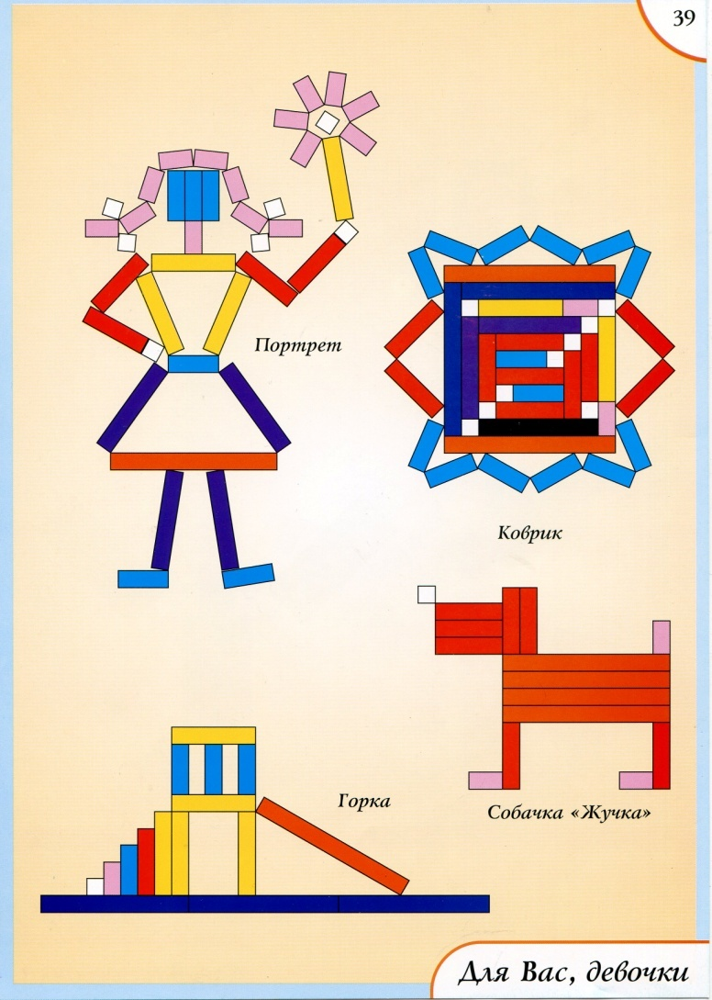 39
Портрет
Коврик
Горка
Собачка «Жучка»
Для Вас, девочки